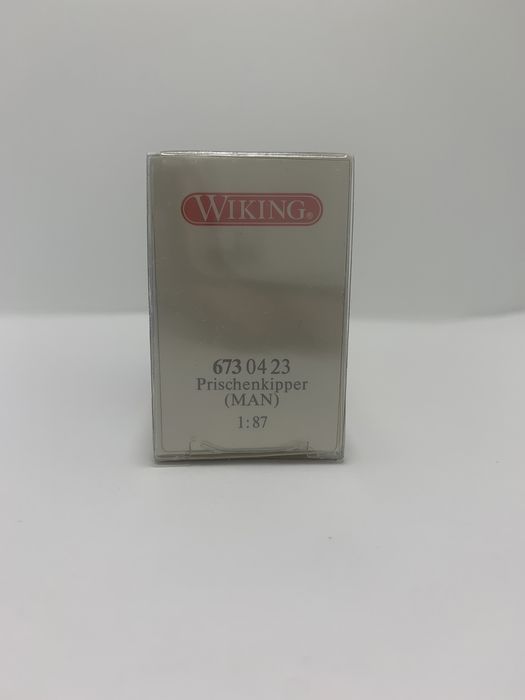 WIKING®
673 04 23
Prischenkipper
(MAN)
1:87